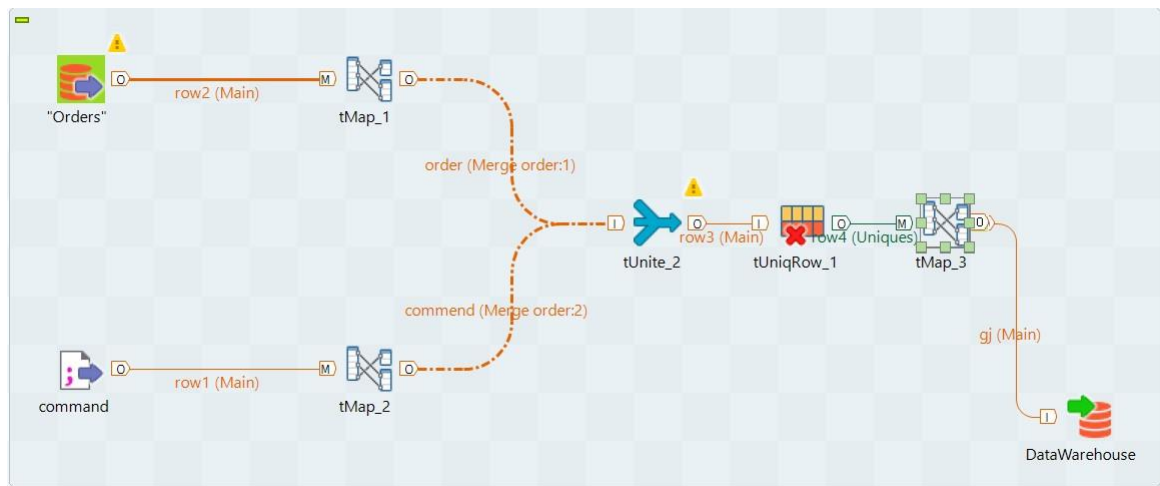 O
M
O
row2 (Main)
"Orders"
tMap_1
order (Merge order:1)
I
O
I
O
M
O
row3 (Main)
row4 (Uniques)
tUnite_2
tUniqRow_1
tMap_3
commend (Merge order:2)
gj (Main)
O
M
O
row1 (Main)
command
tMap_2
I
DataWarehouse